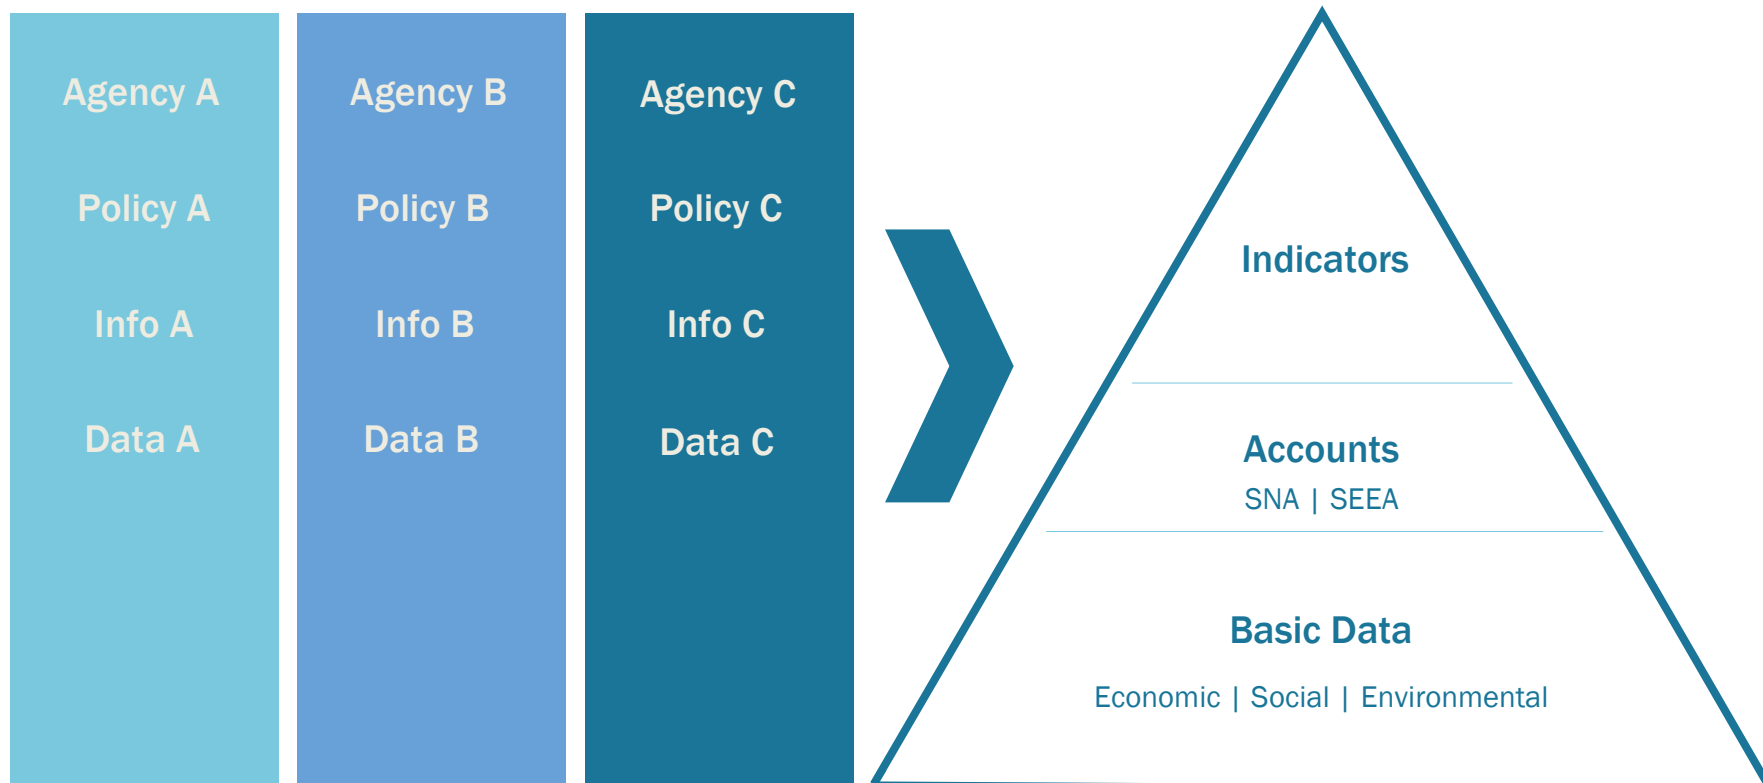 Agency A
Policy A
Info A
Data A
Agency B
Policy B
Info B
Data B
Agency C
Policy C
Info C
Data C
Indicators
Accounts
SNA | SEEA
Basic Data
Economic | Social | Environmental